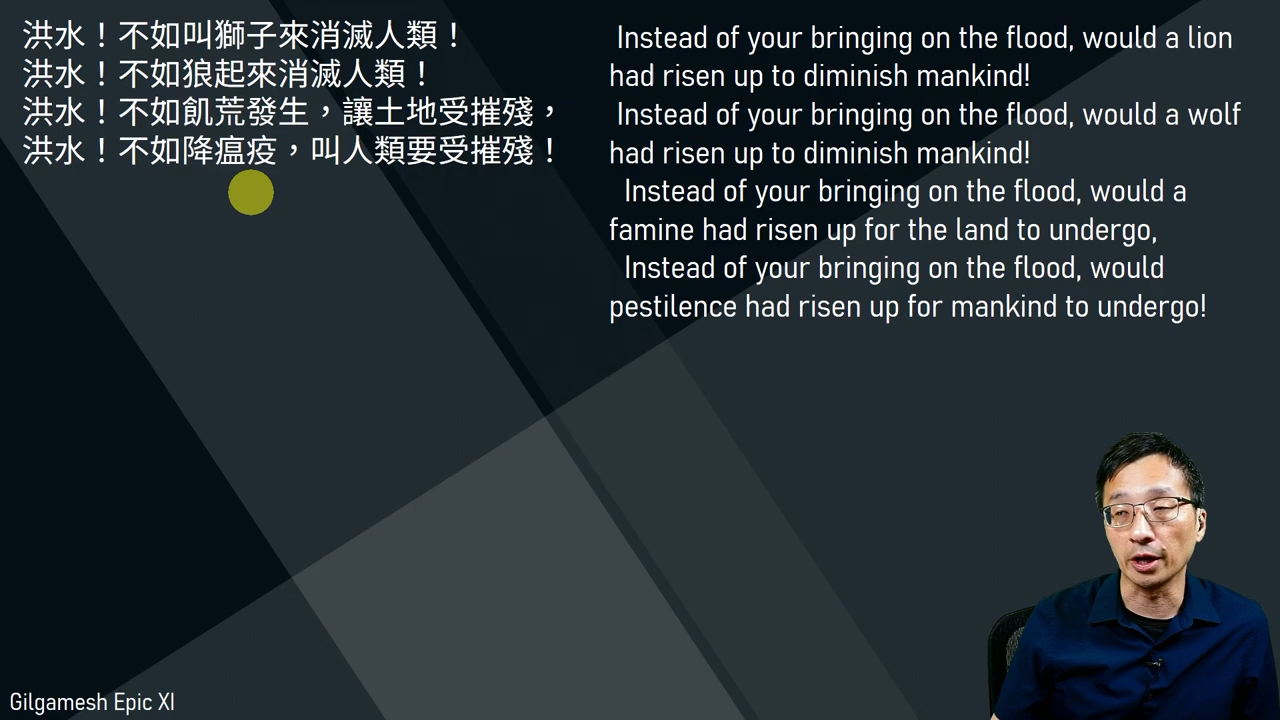 洪水！不如叫獅子來消滅人類！
洪水！不如狼起來消滅人類！
洪水！不如飢荒發生，讓土地受摧殘，
洪水！不如降瘟疫，叫人類要受摧殘！
Instead of your bringing on the flood, would a lion
had risen up to diminish mankind!
Instead of your bringing on the flood, would a wolf
had risen up to diminish mankind!
Instead of your bringing on the flood, would a
famine had risen up for the land to undergo,
Instead of your bringing on the flood, would
pestilence had risen up for mankind to undergo!
Gilgamesh Epic XI